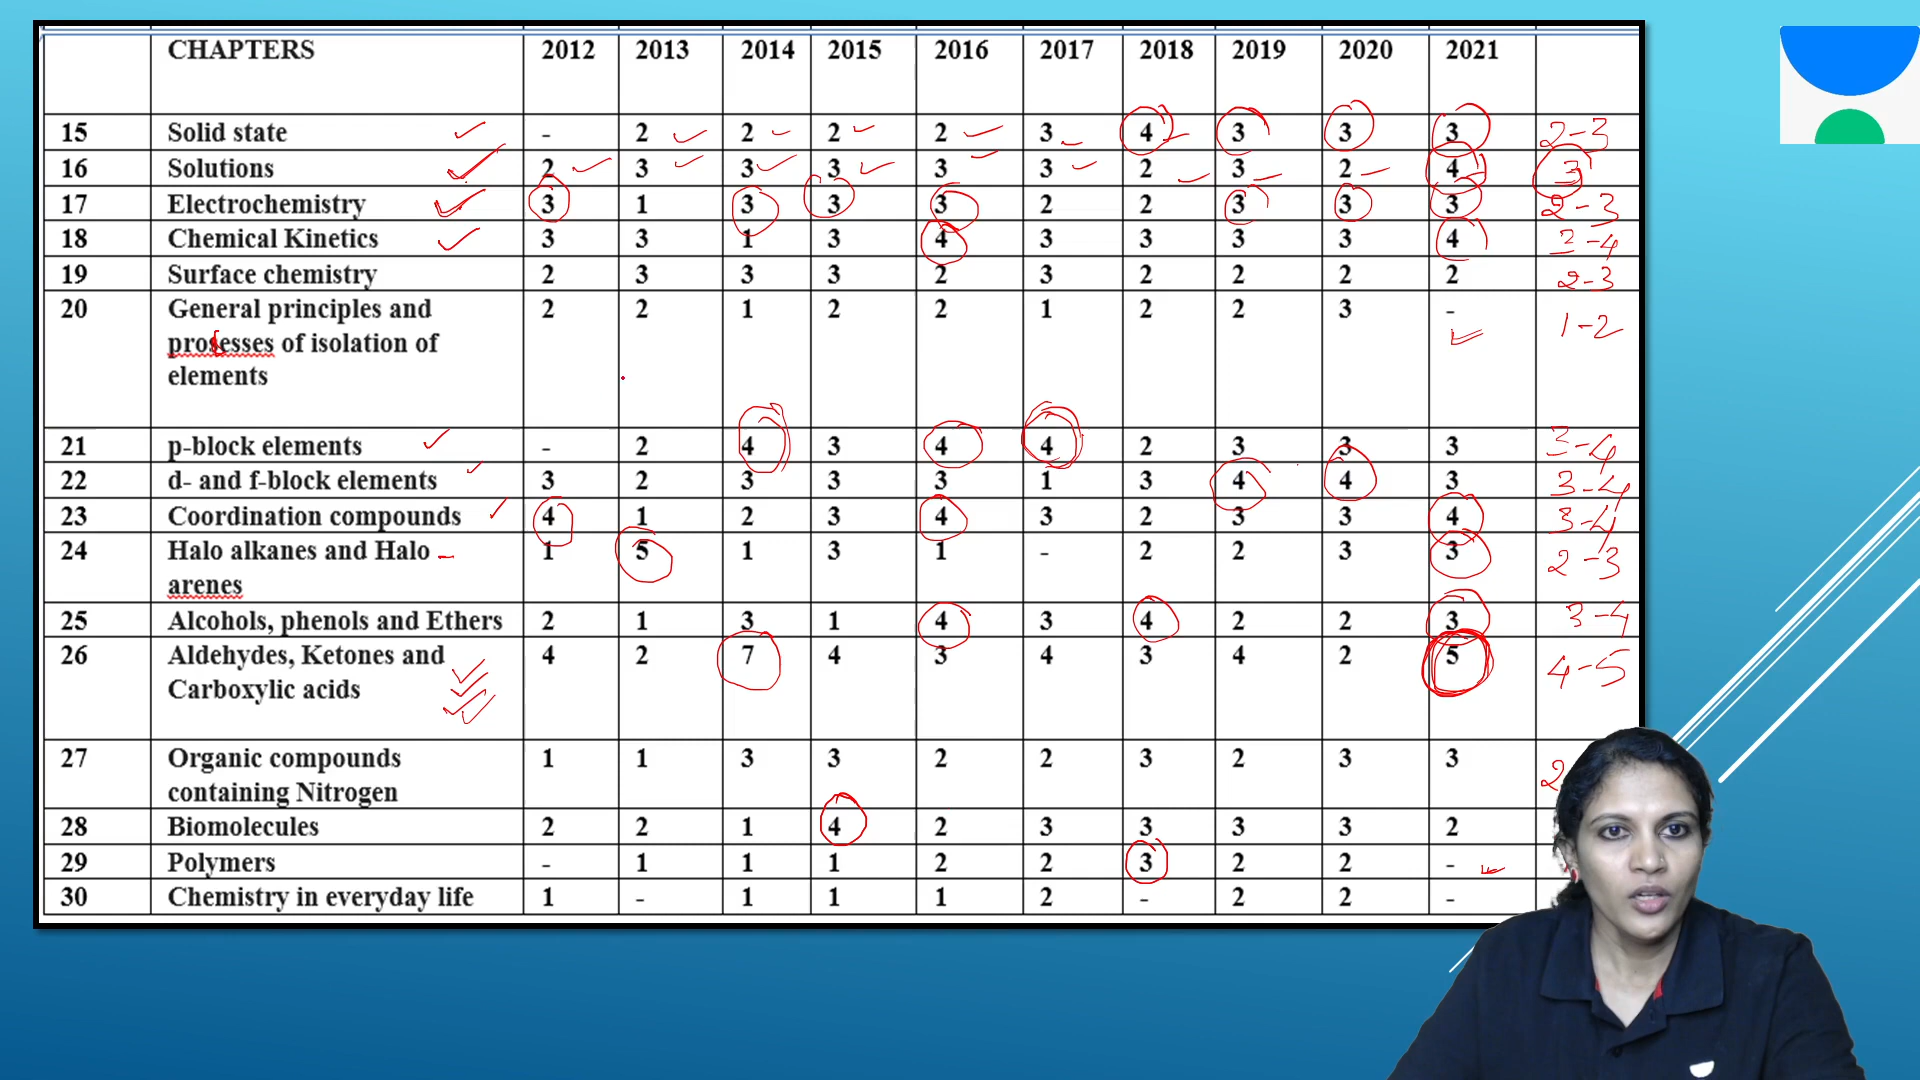 CHAPTERS 2012 2013 2014 2015 2016 2017 2018 2019 2020 2021
15 Solid state - 2 2 2 2 3 4 3 3 3 2-3
16 Solutions 2 3 3 3 3 3 2 3 2 4 3
17 Electrochemistry 3 1 3 3 3 2 2 3 3 3 2-3
18 Chemical Kinetics 3 3 1 3 4 3 3 3 3 4 3-4
19 Surface chemistry 2 3 3 3 2 3 2 2 2 2 2-3
20 General principles and 2 2 1 2 2 1 2 2 3 - 1-2
esses of isolation of
elements
21 p-block elements - 2 4 3 4 4 2 3 3 3 3-4
22 d- and f-block elements 3 2 3 3 3 1 3 4 4 3 3-4
23 Coordination compounds 4 1 2 3 4 3 2 3 3 4 3-4
24 Halo alkanes and Halo 1 5 1 3 1 - 2 2 3 3 2-3
arenes
25 Alcohols, phenols and Ethers 2 1 3 1 4 3 4 2 2 3 3-4
26 Aldehydes, Ketones and 4 2 7 4 3 4 3 4 2 5 4-5
Carboxylic acids
27 Organic compounds 1 1 3 3 2 2 3 2 3 3 2
containing Nitrogen
28 Biomolecules 2 2 1 4 2 3 3 3 3 2
29 Polymers - 1 1 1 2 2 3 2 2 -
30 Chemistry in everyday life 1 - 1 1 1 2 - 2 2 -